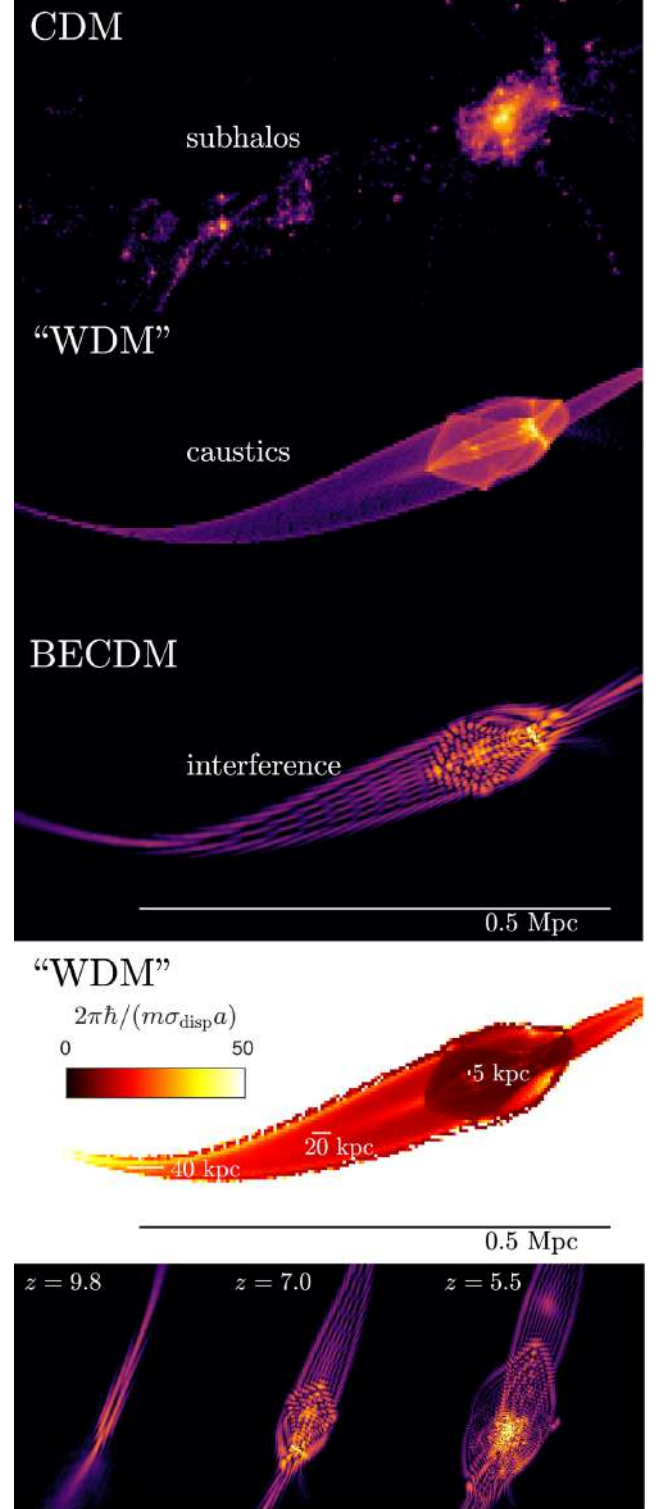 CDM
subhalos
“WDM”
caustics
BECDM
interference
0.5 Mpc
“WDM”
2πℏ/(mσ_disp a)
0 50
5 kpc
20 kpc
40 kpc
0.5 Mpc
z = 9.8 z = 7.0 z = 5.5